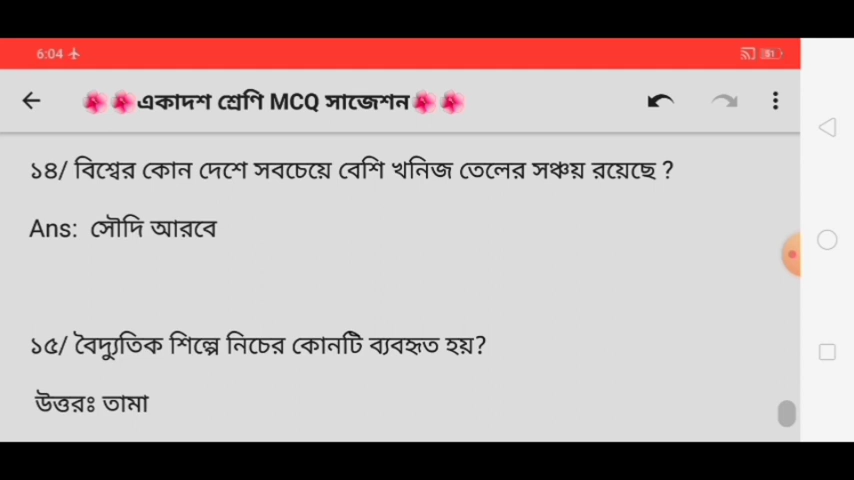 6:04
51
🌺🌺একাদশ শ্রেণি MCQ সাজেশন🌺🌺
১৪/ বিশ্বের কোন দেশে সবচেয়ে বেশি খনিজ তেলের সঞ্চয় রয়েছে ?
Ans: সৌদি আরবে
১৫/ বৈদ্যুতিক শিল্পে নিচের কোনটি ব্যবহৃত হয়?
উত্তরঃ তামা